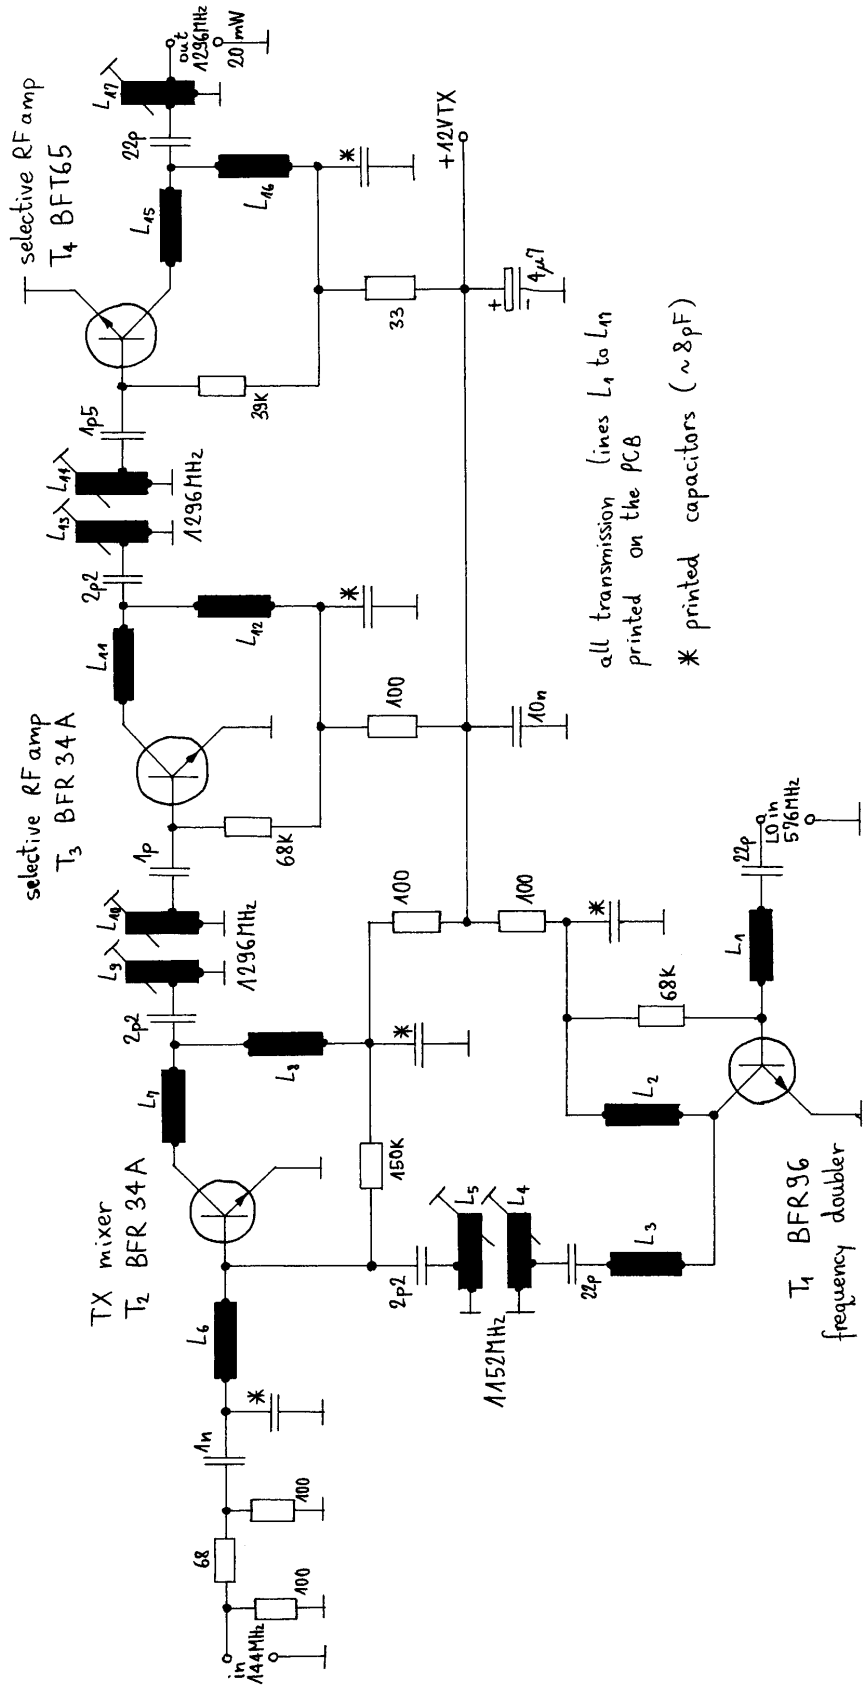 TX mixer
T2 BFR 34A
selective RF amp
T3 BFR 34A
selective RF amp
T4 BFT65
in
144MHz
100
68
100
1n
*
L6
150K
L7
L8
*
2p2
L9
L10
1296MHz
1p
68K
L11
L12
*
100
2p2
L13
L14
1296MHz
1p5
39K
L15
L16
*
33
22p
L17
out
1296MHz
20mW
+12VTX
+
-
4µ7
10n
100
100
*
2p2
L5
L4
1152MHz
22p
L3
L2
68K
L1
22p
LO in
576MHz
T1 BFR96
frequency doubler
all transmission lines L1 to L17
printed on the PCB
* printed capacitors (~8pF)